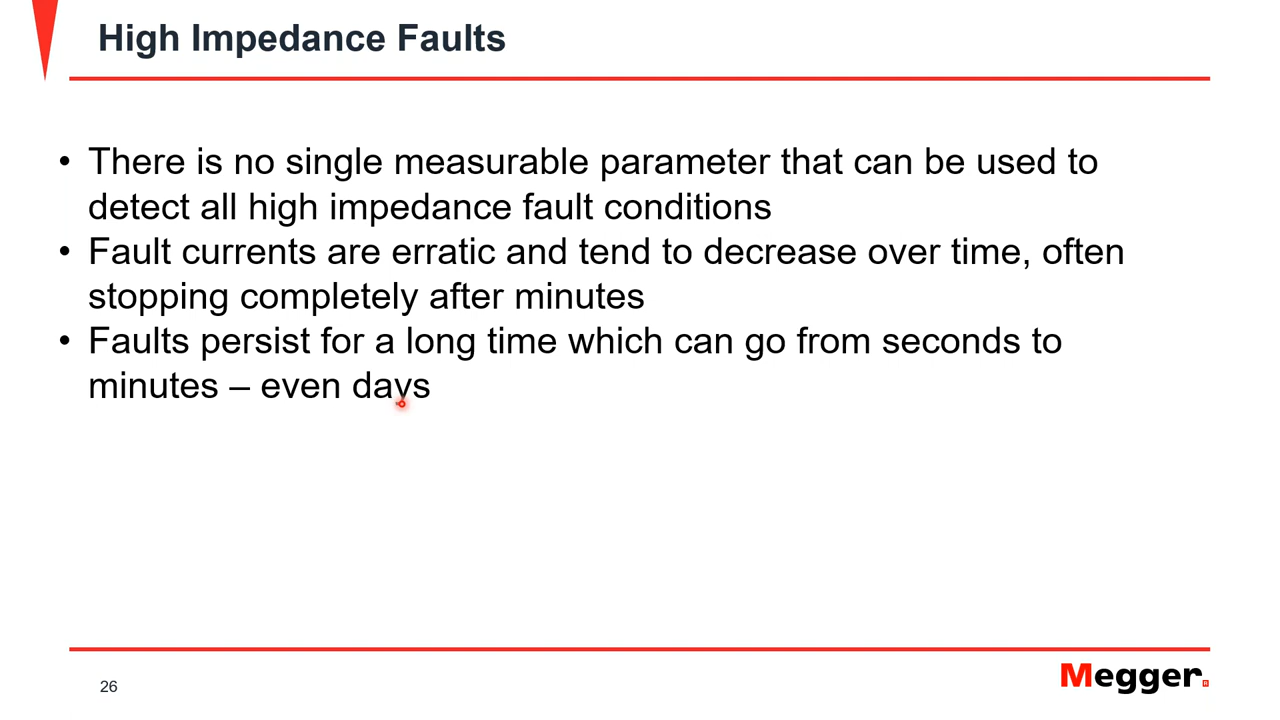 High Impedance Faults
• There is no single measurable parameter that can be used to
detect all high impedance fault conditions
• Fault currents are erratic and tend to decrease over time, often
stopping completely after minutes
• Faults persist for a long time which can go from seconds to
minutes – even days
26
Megger®